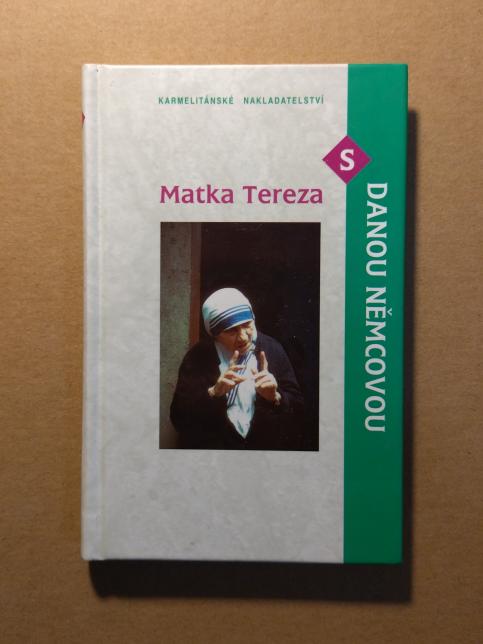 KARMELITÁNSKÉ NAKLADATELSTVÍ
S
Matka Tereza
DANOU NĚMCOVOU